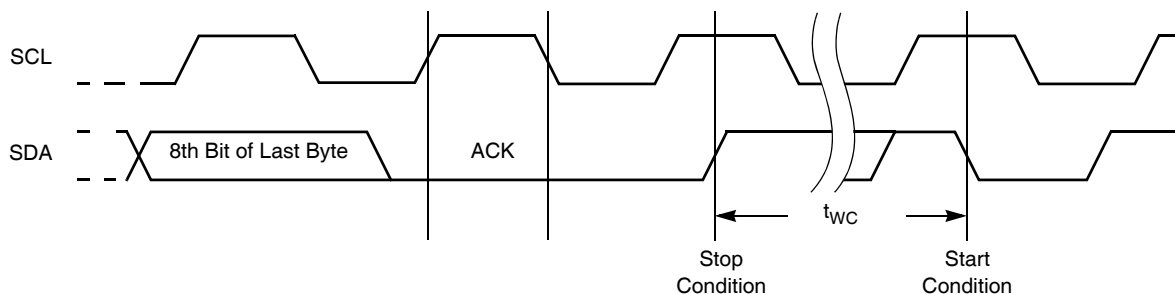 SCL
SDA
8th Bit of Last Byte
ACK
tWC
Stop
Condition
Start
Condition